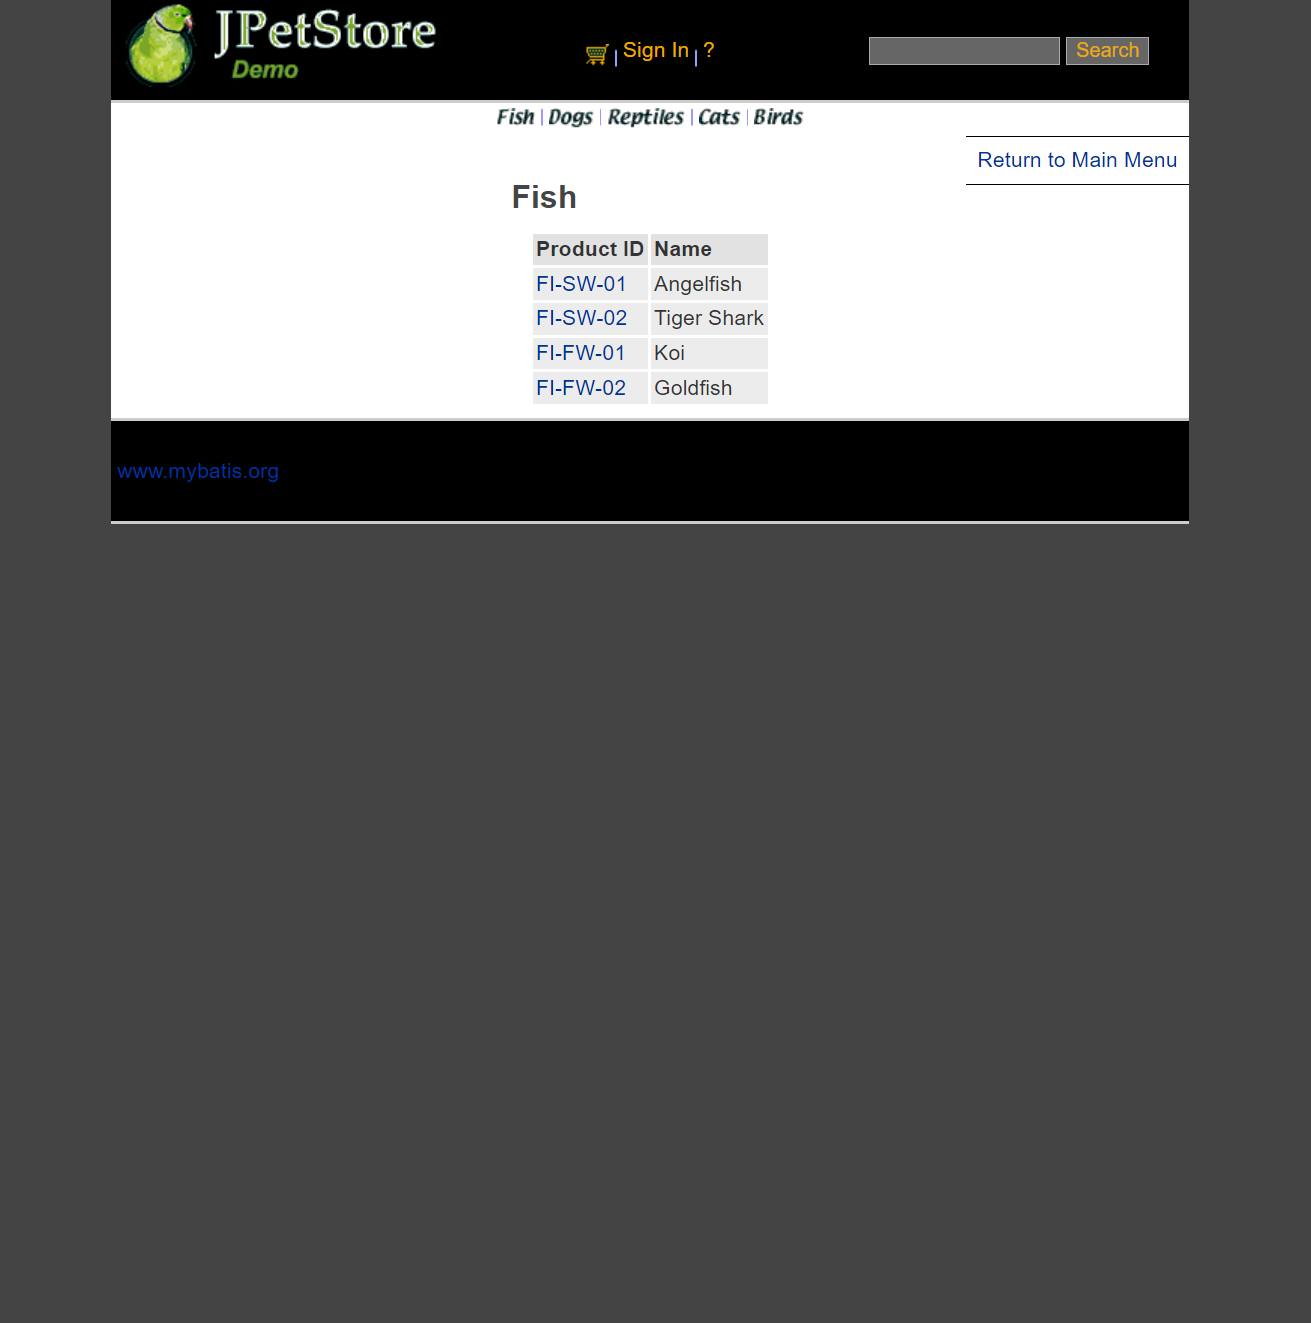 JPetStore
Demo
Sign In | ?
Search
Fish | Dogs | Reptiles | Cats | Birds
Return to Main Menu
Fish
Product ID Name
FI-SW-01 Angelfish
FI-SW-02 Tiger Shark
FI-FW-01 Koi
FI-FW-02 Goldfish
www.mybatis.org